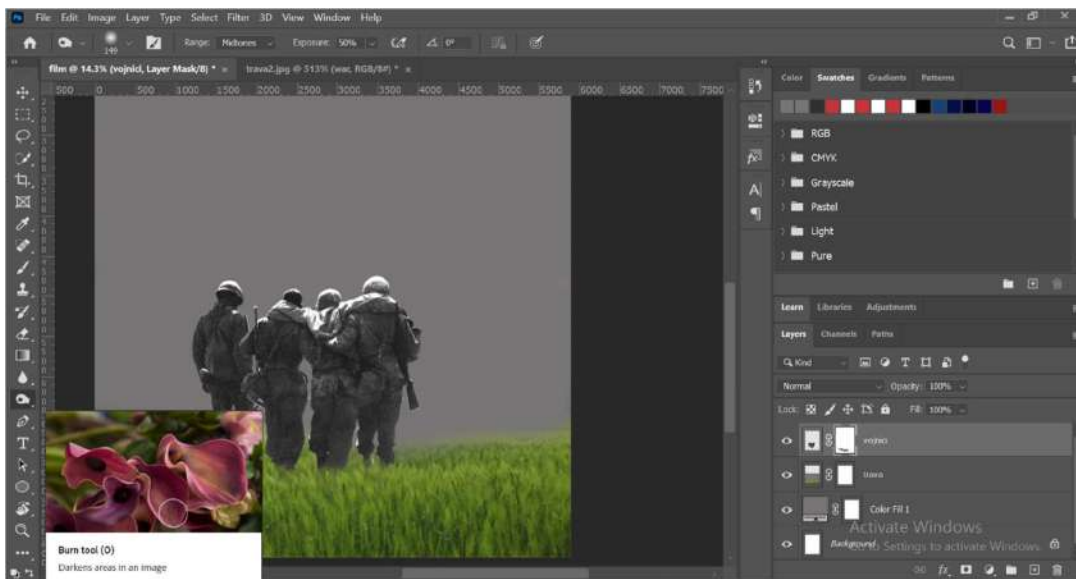 Ps File Edit Image Layer Type Select Filter 3D View Window Help
149 Range: Midtones Exposure: 50% 0°
film @ 14.3% (vojnici, Layer Mask/8) * × trava2.jpg @ 513% (war, RGB/8#) * ×
500 0 500 1000 1500 2000 2500 3000 3500 4000 4500 5000 5500 6000 6500 7000 7500
Color Swatches Gradients Patterns
RGB
CMYK
Grayscale
Pastel
Light
Pure
Learn Libraries Adjustments
Layers Channels Paths
Kind
Normal Opacity: 100%
Lock: Fill: 100%
vojnici
trava
Color Fill 1
Background
Activate Windows
Go to Settings to activate Windows.
Burn tool (O)
Darkens areas in an image